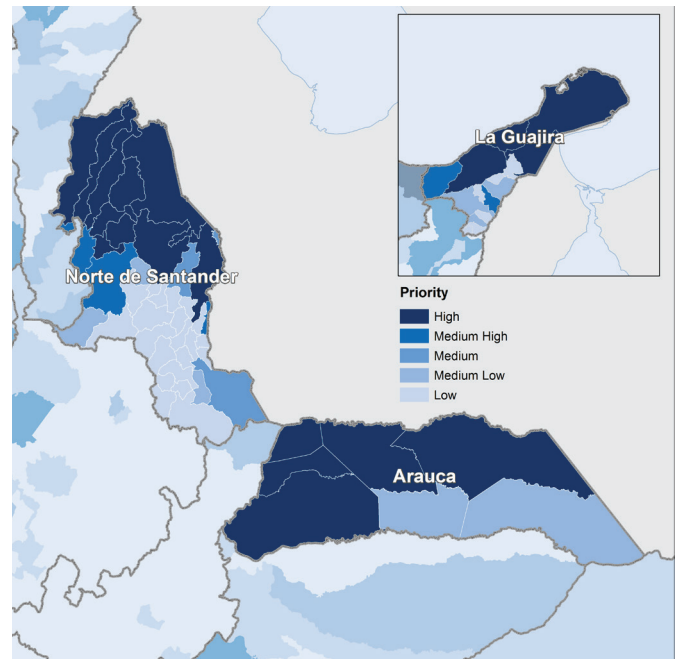 La Guajira
Norte de Santander
Priority
High
Medium High
Medium
Medium Low
Low
Arauca